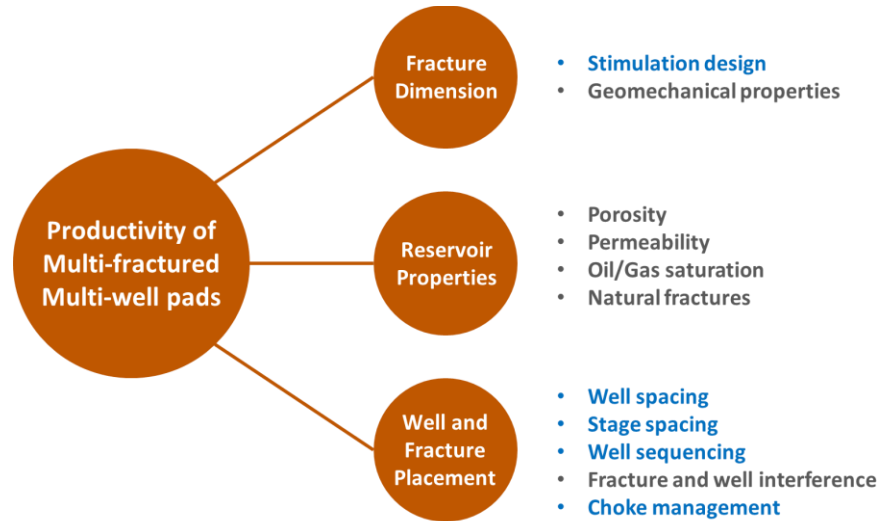 Productivity of
Multi-fractured
Multi-well pads
Fracture
Dimension
• Stimulation design
• Geomechanical properties
Reservoir
Properties
• Porosity
• Permeability
• Oil/Gas saturation
• Natural fractures
Well and
Fracture
Placement
• Well spacing
• Stage spacing
• Well sequencing
• Fracture and well interference
• Choke management